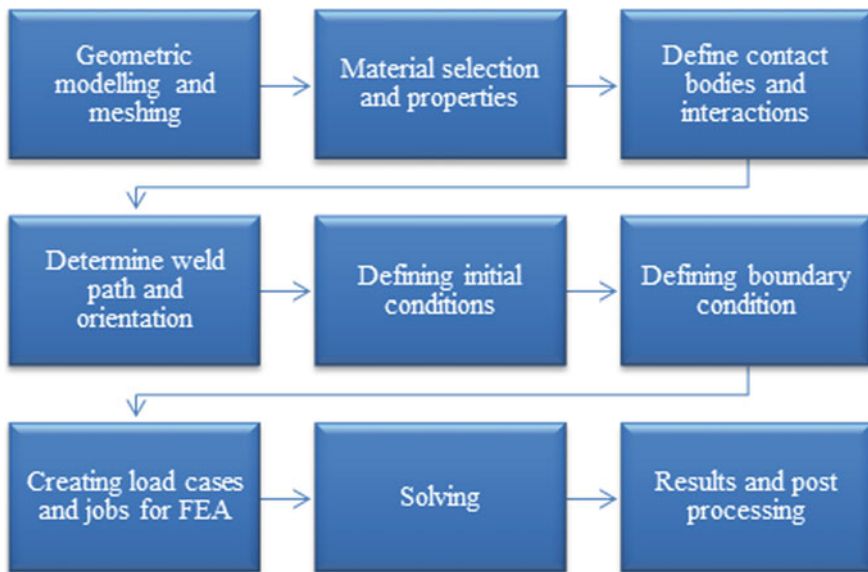 Geometric
modelling and
meshing
Material selection
and properties
Define contact
bodies and
interactions
Determine weld
path and
orientation
Defining initial
conditions
Defining boundary
condition
Creating load cases
and jobs for FEA
Solving
Results and post
processing